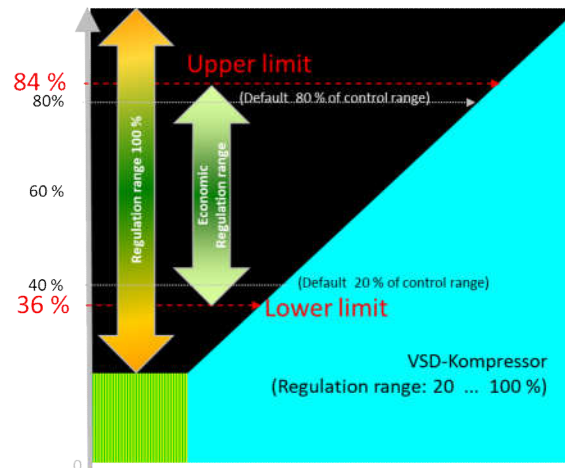 Upper limit
84 %
80%
(Default 80 % of control range)
Regulation range 100 %
Economic
Regulation range
60 %
40 %
(Default 20 % of control range)
36 %
Lower limit
VSD-Kompressor
(Regulation range: 20 ... 100 %)
0